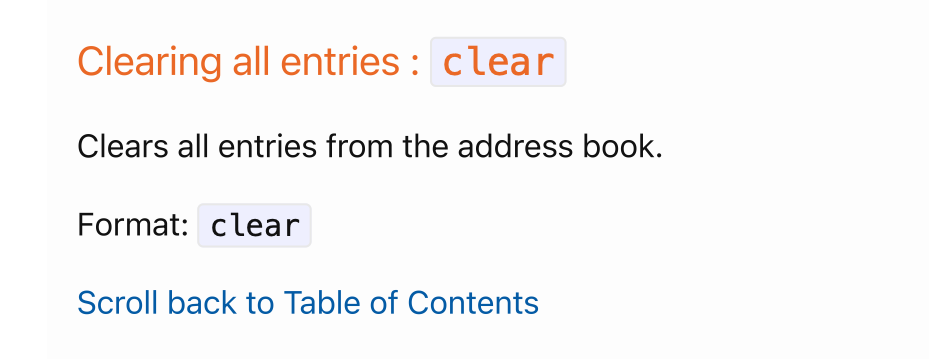 Clearing all entries : clear
Clears all entries from the address book.
Format: clear
Scroll back to Table of Contents